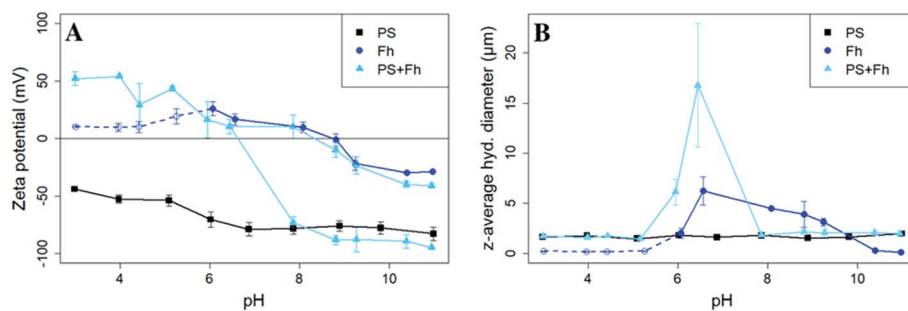 A
Zeta potential (mV)
100
50
0
-50
-100
4 6 8 10
pH
PS
Fh
PS+Fh
B
z-average hyd. diameter (μm)
20
15
10
5
0
4 6 8 10
pH
PS
Fh
PS+Fh